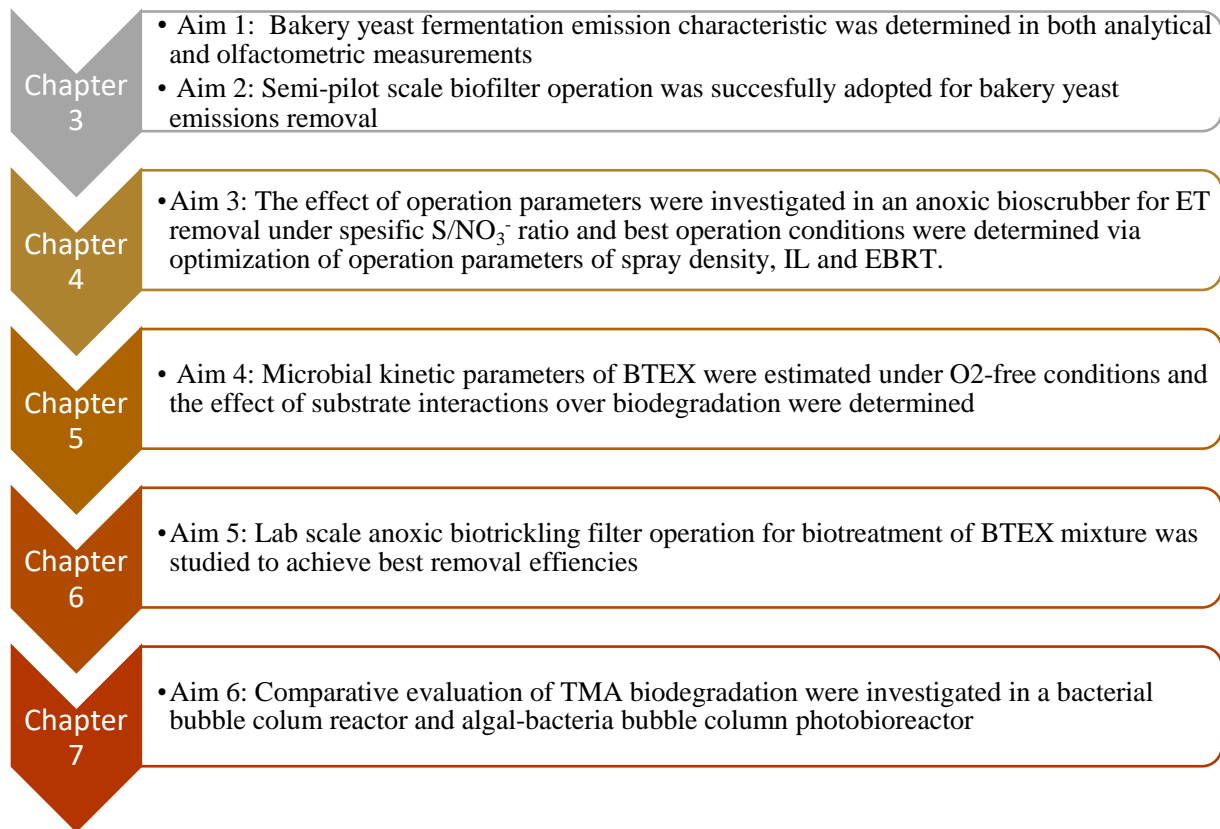 Chapter
3
• Aim 1:  Bakery yeast fermentation emission characteristic was determined in both analytical
and olfactometric measurements
• Aim 2: Semi-pilot scale biofilter operation was succesfully adopted for bakery yeast
emissions removal
Chapter
4
•Aim 3: The effect of operation parameters were investigated in an anoxic bioscrubber for ET
removal under spesific S/NO₃⁻ ratio and best operation conditions were determined via
optimization of operation parameters of spray density, IL and EBRT.
Chapter
5
• Aim 4: Microbial kinetic parameters of BTEX were estimated under O2-free conditions and
the effect of substrate interactions over biodegradation were determined
Chapter
6
•Aim 5: Lab scale anoxic biotrickling filter operation for biotreatment of BTEX mixture was
studied to achieve best removal effiencies
Chapter
7
•Aim 6: Comparative evaluation of TMA biodegradation were investigated in a bacterial
bubble colum reactor and algal-bacteria bubble column photobioreactor